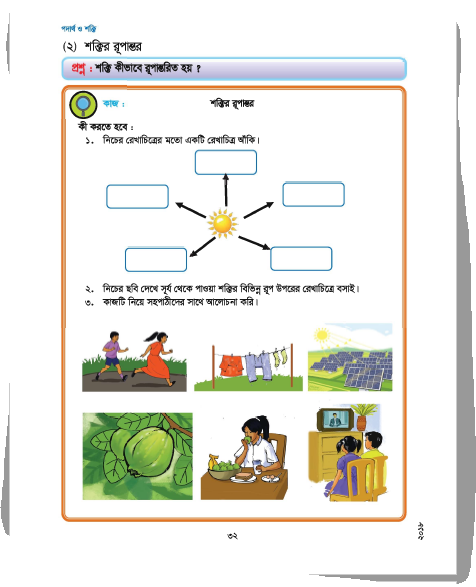 পদার্থ ও শক্তি
(২) শক্তির রূপান্তর
প্রশ্ন : শক্তি কীভাবে রূপান্তরিত হয় ?
কাজ : শক্তির রূপান্তর
কী করতে হবে :
১. নিচের রেখাচিত্রের মতো একটি রেখাচিত্র আঁকি।
২. নিচের ছবি দেখে সূর্য থেকে পাওয়া শক্তির বিভিন্ন রূপ উপরের রেখাচিত্রে বসাই।
৩. কাজটি নিয়ে সহপাঠীদের সাথে আলোচনা করি।
৩২
২০১৮